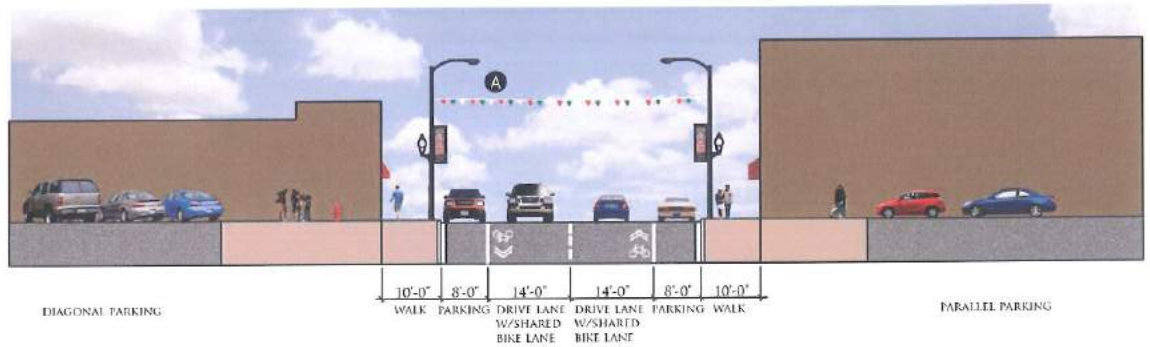 A
10'-0" 8'-0" 14'-0" 14'-0" 8'-0" 10'-0"
WALK PARKING DRIVE LANE DRIVE LANE PARKING WALK
W/SHARED W/SHARED
BIKE LANE BIKE LANE
DIAGONAL PARKING
PARALLEL PARKING